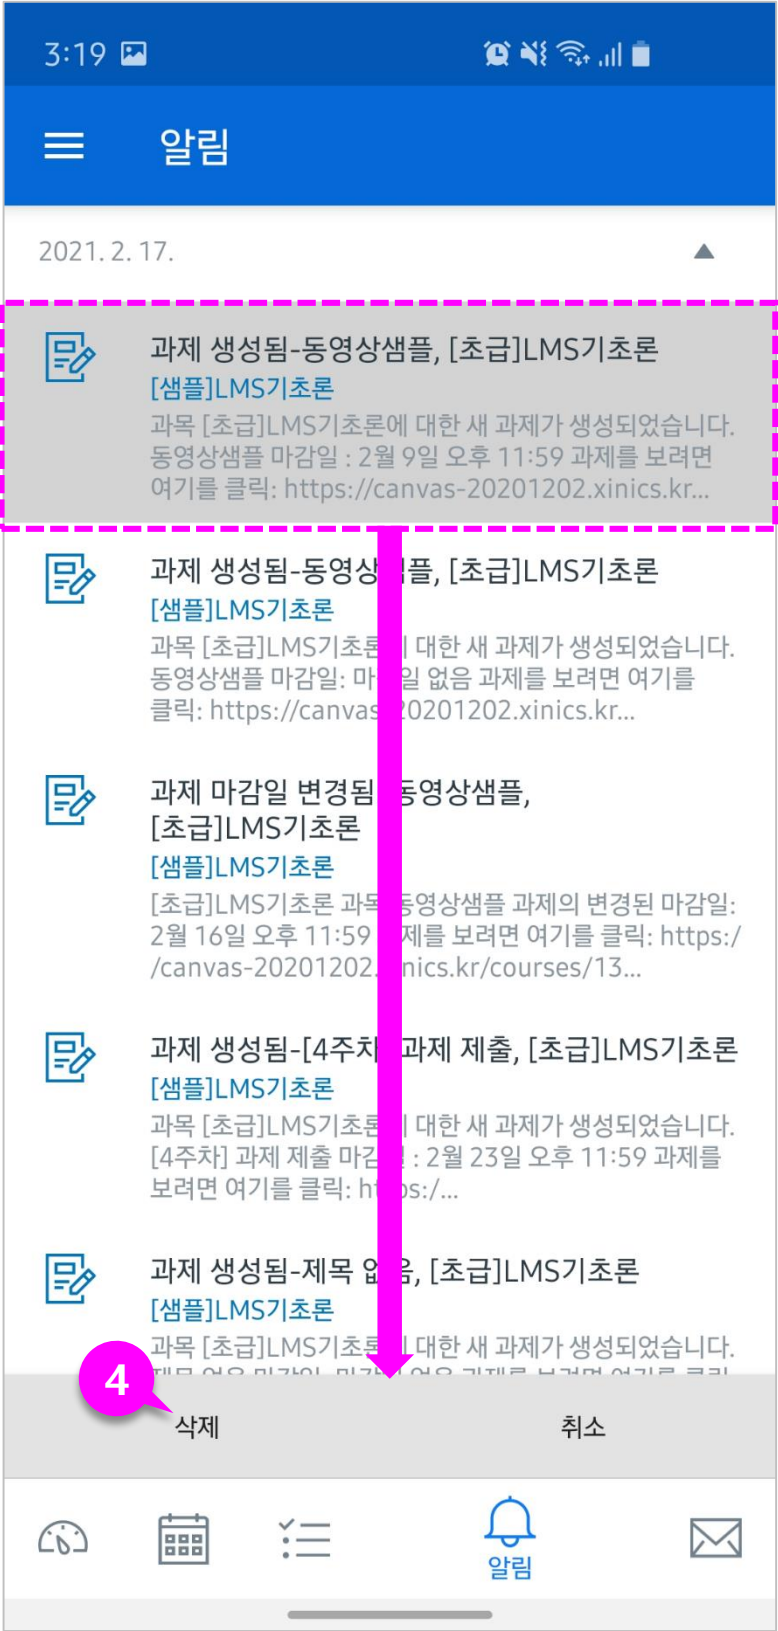 3:19
알림
2021. 2. 17.
과제 생성됨-동영상샘플, [초급]LMS기초론
[샘플]LMS기초론
과목 [초급]LMS기초론에 대한 새 과제가 생성되었습니다.
동영상샘플 마감일 : 2월 9일 오후 11:59 과제를 보려면
여기를 클릭: https://canvas-20201202.xinics.kr...
과제 생성됨-동영상 플, [초급]LMS기초론
[샘플]LMS기초론
과목 [초급]LMS기초론 대한 새 과제가 생성되었습니다.
동영상샘플 마감일: 마 일 없음 과제를 보려면 여기를
클릭: https://canvas 20201202.xinics.kr...
과제 마감일 변경됨 동영상샘플,
[초급]LMS기초론
[샘플]LMS기초론
[초급]LMS기초론 과목 동영상샘플 과제의 변경된 마감일:
2월 16일 오후 11:59 제를 보려면 여기를 클릭: https:/
/canvas-20201202. nics.kr/courses/13...
과제 생성됨-[4주차 과제 제출, [초급]LMS기초론
[샘플]LMS기초론
과목 [초급]LMS기초론 대한 새 과제가 생성되었습니다.
[4주차] 과제 제출 마감 : 2월 23일 오후 11:59 과제를
보려면 여기를 클릭: ht ps:/...
과제 생성됨-제목 없음, [초급]LMS기초론
[샘플]LMS기초론
과목 [초급]LMS기초론 대한 새 과제가 생성되었습니다.
4
삭제
취소
알림